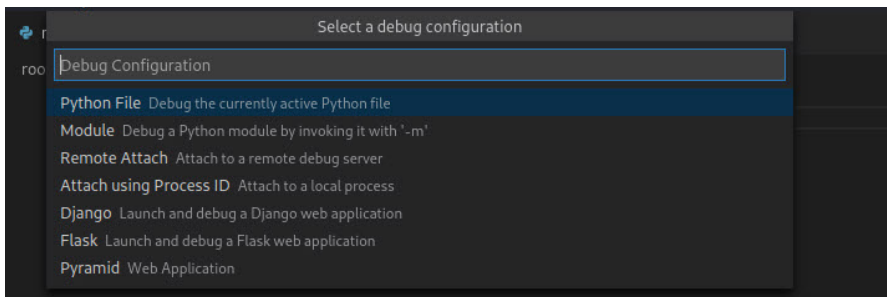 Select a debug configuration
r
roo
Debug Configuration
Python File Debug the currently active Python file
Module Debug a Python module by invoking it with '-m'
Remote Attach Attach to a remote debug server
Attach using Process ID Attach to a local process
Django Launch and debug a Django web application
Flask Launch and debug a Flask web application
Pyramid Web Application